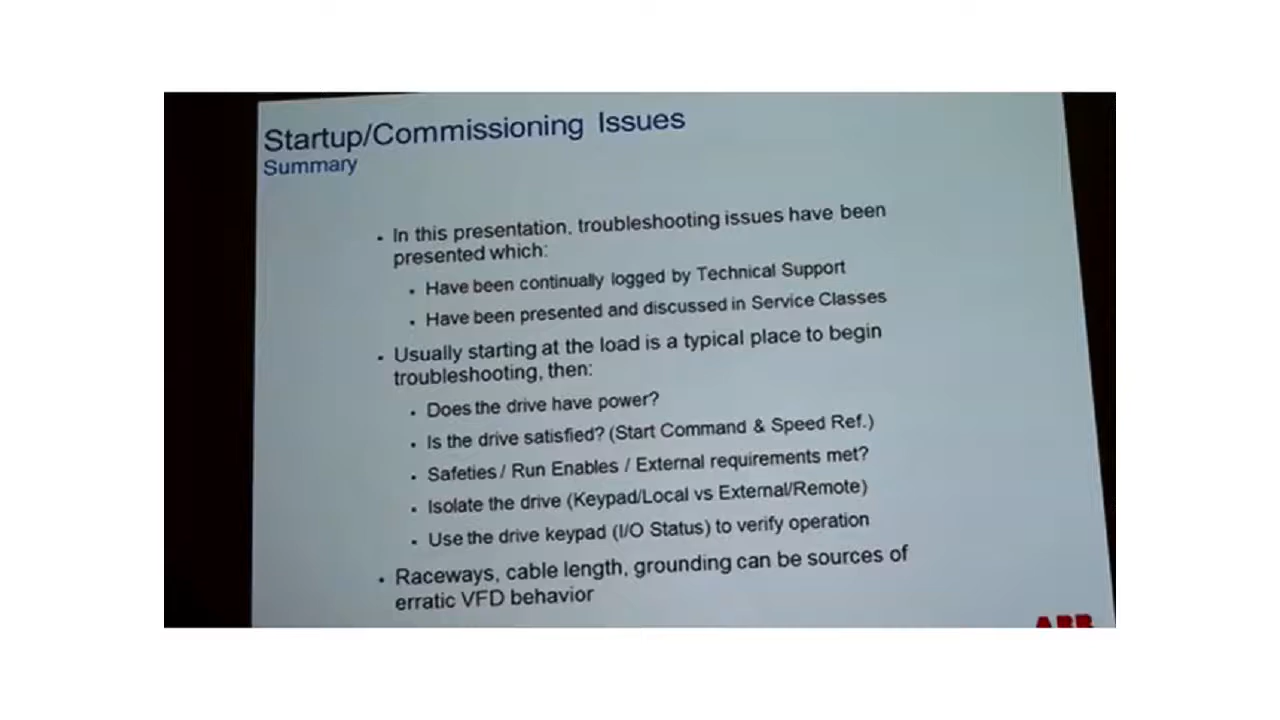 Startup/Commissioning Issues
Summary
• In this presentation, troubleshooting issues have been
presented which:
• Have been continually logged by Technical Support
• Have been presented and discussed in Service Classes
• Usually starting at the load is a typical place to begin
troubleshooting, then:
• Does the drive have power?
• Is the drive satisfied? (Start Command & Speed Ref.)
• Safeties / Run Enables / External requirements met?
• Isolate the drive (Keypad/Local vs External/Remote)
• Use the drive keypad (I/O Status) to verify operation
• Raceways, cable length, grounding can be sources of
erratic VFD behavior
ABB